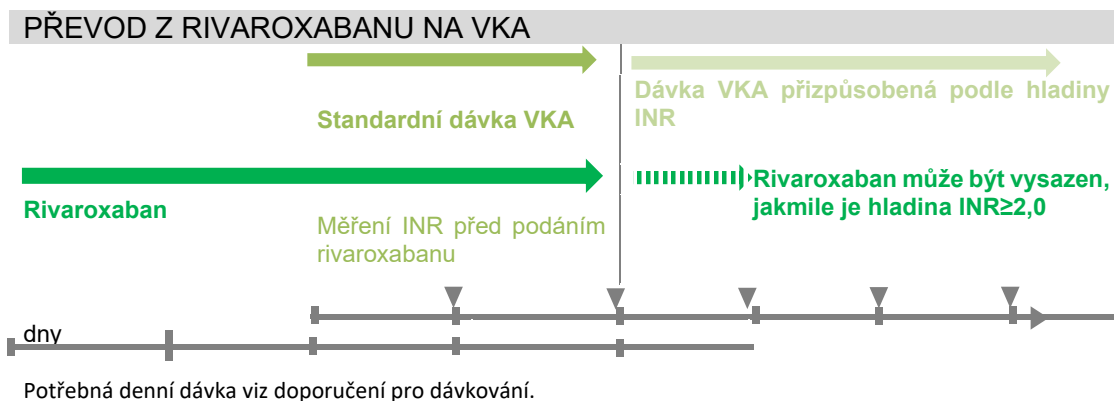 PŘEVOD Z RIVAROXABANU NA VKA
Standardní dávka VKA
Dávka VKA přizpůsobená podle hladiny
INR
Rivaroxaban
Rivaroxaban může být vysazen,
jakmile je hladina INR≥2,0
Měření INR před podáním
rivaroxabanu
dny
Potřebná denní dávka viz doporučení pro dávkování.